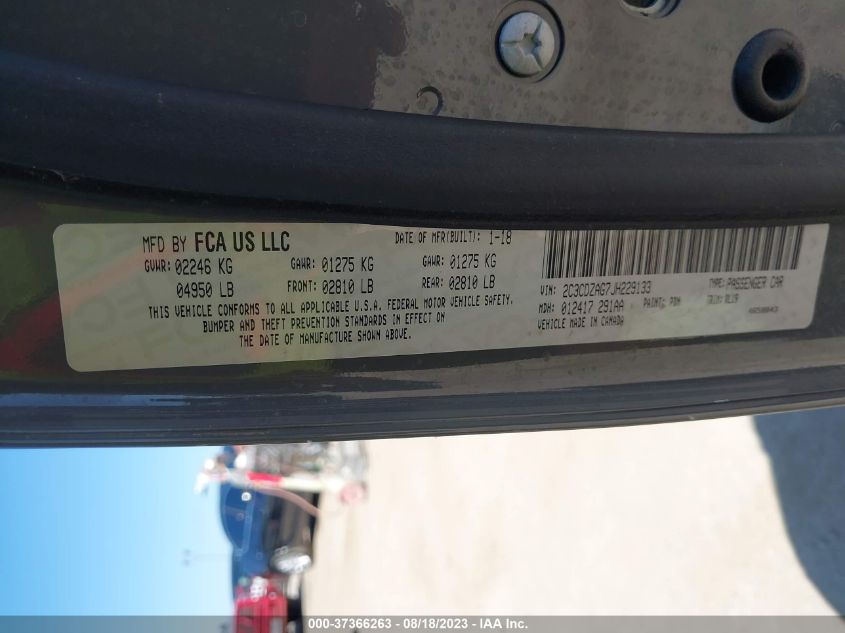 MFD BY FCA US LLC DATE OF MFR(BUILT): 1-18
GVWR: 02246 KG GAWR: 01275 KG GAWR: 01275 KG
04950 LB FRONT: 02810 LB REAR: 02810 LB
THIS VEHICLE CONFORMS TO ALL APPLICABLE U.S.A. FEDERAL MOTOR VEHICLE SAFETY,
BUMPER AND THEFT PREVENTION STANDARDS IN EFFECT ON
THE DATE OF MANUFACTURE SHOWN ABOVE.
VIN: 2C3CDZAG7JH229133 TYPE: PASSENGER CAR
MDH: 012417 291AA PAINT: PDN TRIM: DLX9
VEHICLE MADE IN CANADA
000-37366263 - 08/18/2023 - IAA Inc.